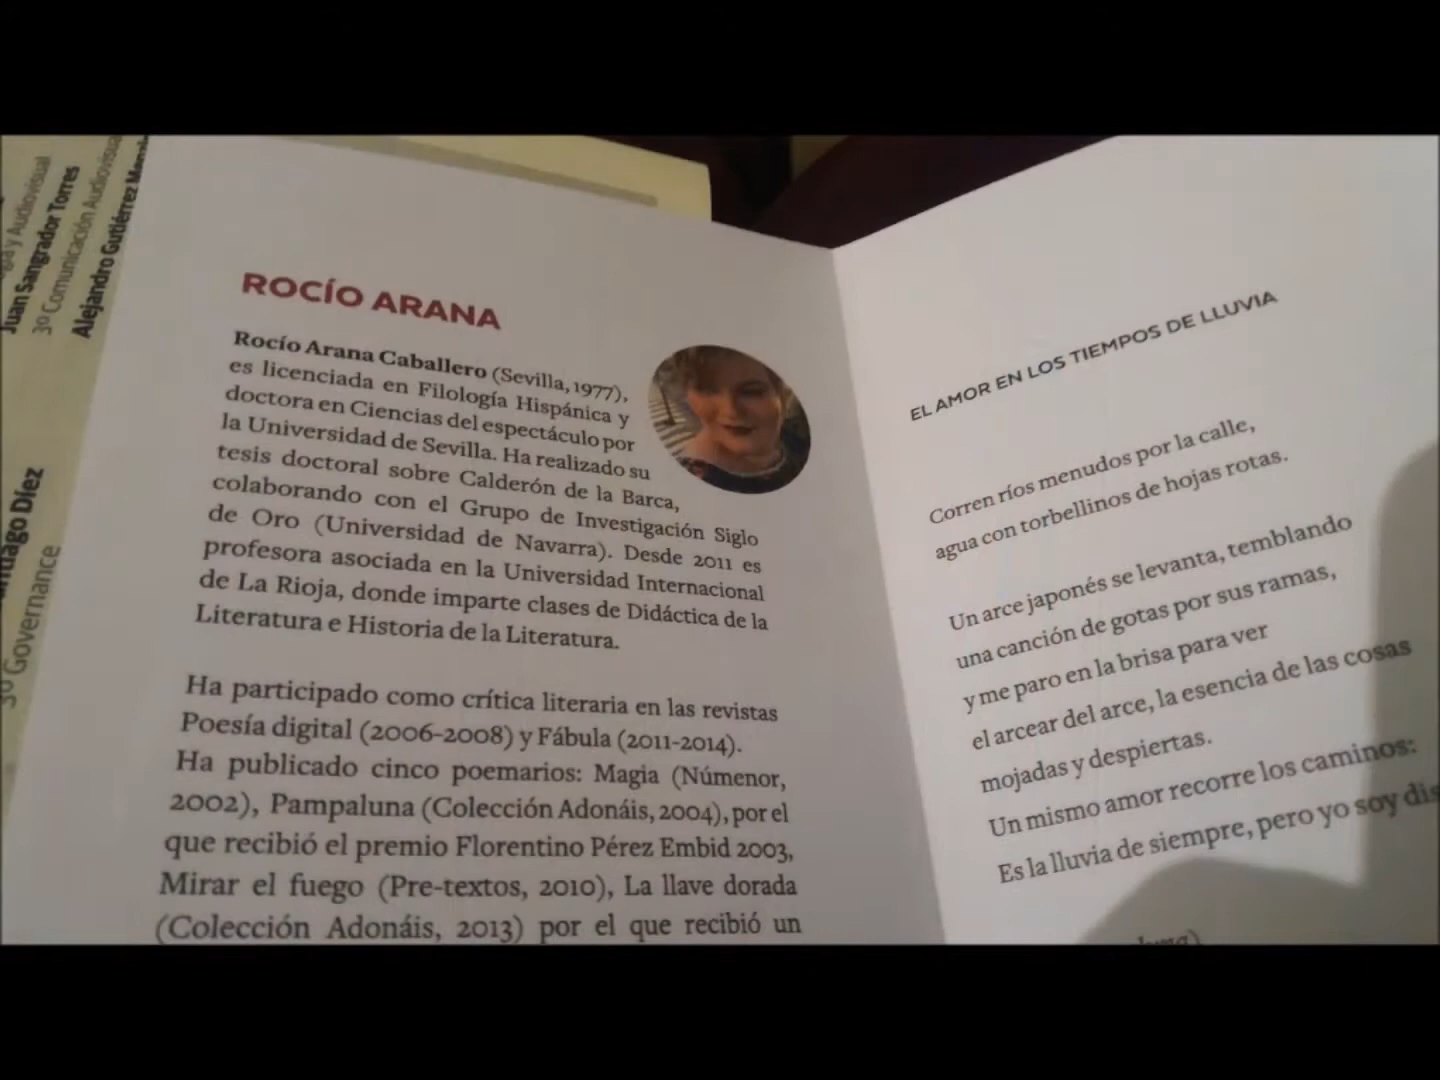 Juan Sangrador Torres
3º Comunicación Audiovisual
Alejandro Gutiérrez
Díez
3º Governance
ROCÍO ARANA
Rocío Arana Caballero (Sevilla, 1977),
es licenciada en Filología Hispánica y
doctora en Ciencias del espectáculo por
la Universidad de Sevilla. Ha realizado su
tesis doctoral sobre Calderón de la Barca,
colaborando con el Grupo de Investigación Siglo
de Oro (Universidad de Navarra). Desde 2011 es
profesora asociada en la Universidad Internacional
de La Rioja, donde imparte clases de Didáctica de la
Literatura e Historia de la Literatura.
Ha participado como crítica literaria en las revistas
Poesía digital (2006-2008) y Fábula (2011-2014).
Ha publicado cinco poemarios: Magia (Númenor,
2002), Pampaluna (Colección Adonáis, 2004), por el
que recibió el premio Florentino Pérez Embid 2003,
Mirar el fuego (Pre-textos, 2010), La llave dorada
(Colección Adonáis, 2013) por el que recibió un
EL AMOR EN LOS TIEMPOS DE LLUVIA
Corren ríos menudos por la calle,
agua con torbellinos de hojas rotas.
Un arce japonés se levanta, temblando
una canción de gotas por sus ramas,
y me paro en la brisa para ver
el arcear del arce, la esencia de las cosas
mojadas y despiertas.
Un mismo amor recorre los caminos:
Es la lluvia de siempre, pero yo soy dis